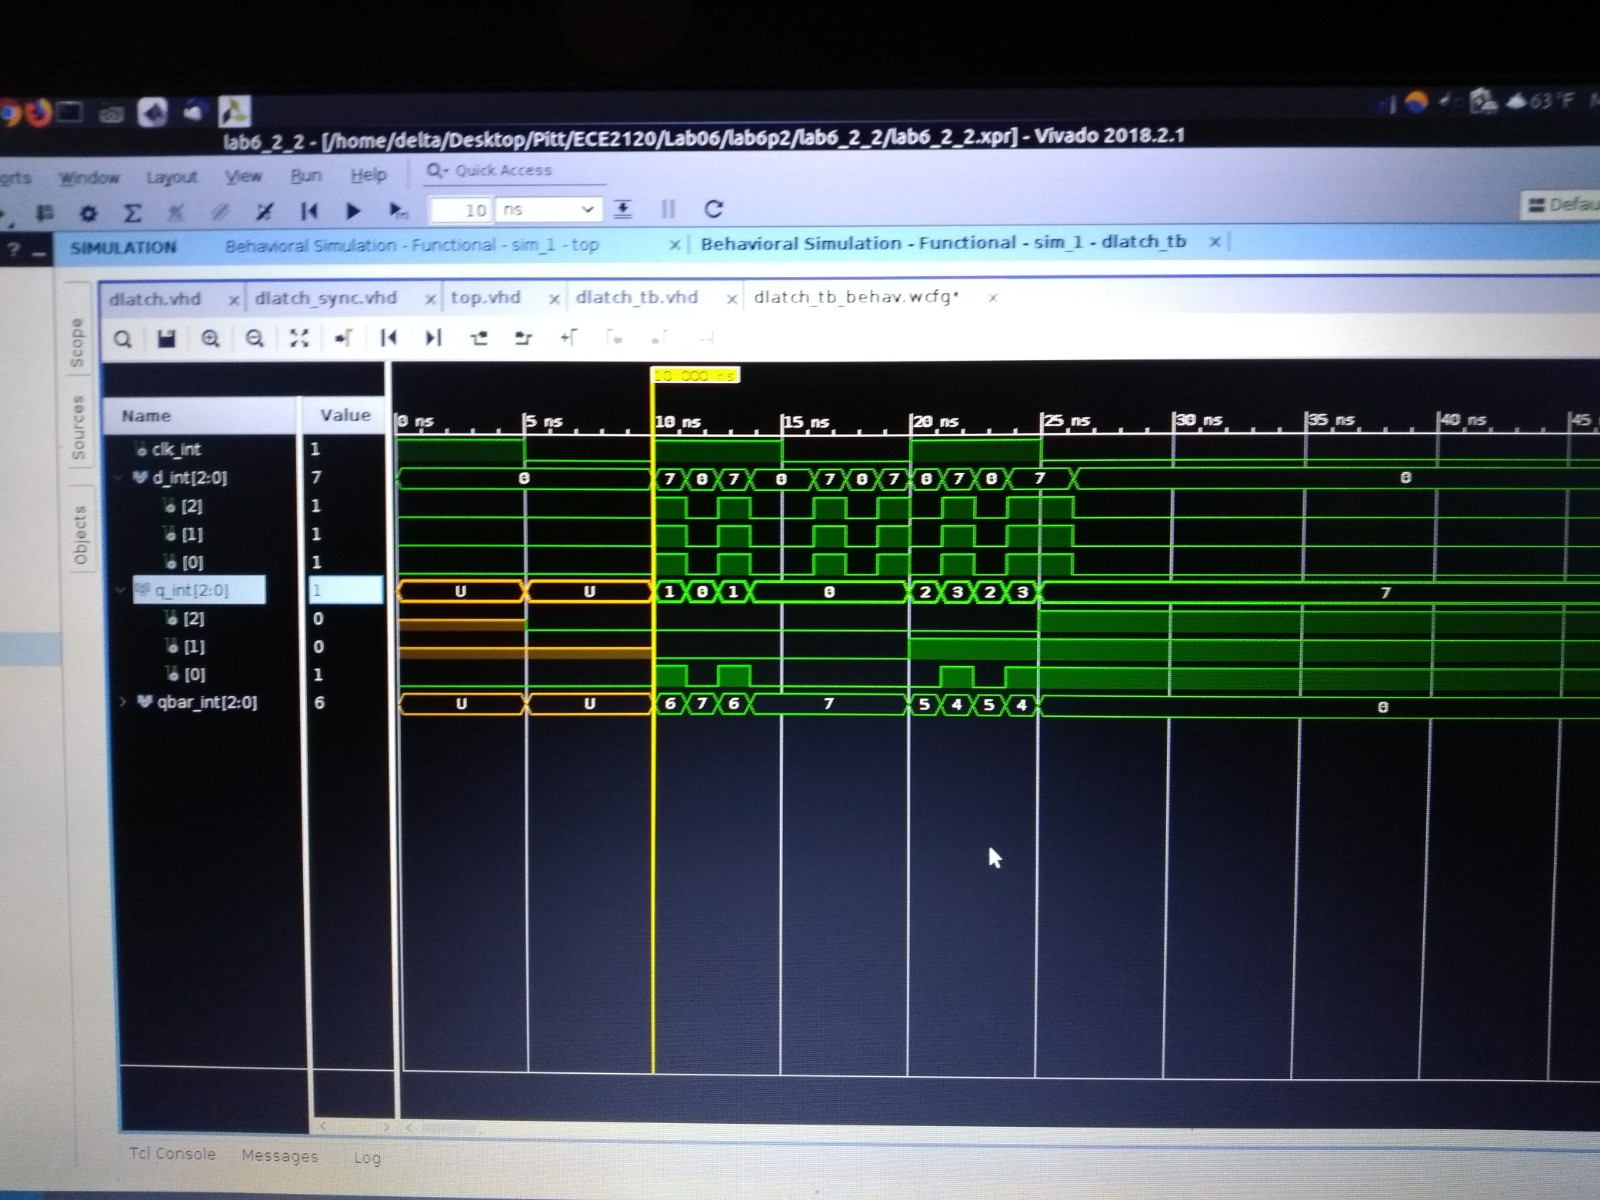 63°F
lab6_2_2 - [/home/delta/Desktop/Pitt/ECE2120/Lab06/lab6p2/lab6_2_2/lab6_2_2.xpr] - Vivado 2018.2.1
orts Window Layout View Run Help Quick Access
10 ns Defau
? SIMULATION Behavioral Simulation - Functional - sim_1 - top × Behavioral Simulation - Functional - sim_1 - dlatch_tb ×
dlatch.vhd × dlatch_sync.vhd × top.vhd × dlatch_tb.vhd × dlatch_tb_behav.wcfg* ×
Scope
Sources
Objects
10.000 ns
Name Value 0 ns 5 ns 10 ns 15 ns 20 ns 25 ns 30 ns 35 ns 40 ns 45
clk_int 1
d_int[2:0] 7 0 7 0 7 0 7 0 7 0 7 0 7 0
[2] 1
[1] 1
[0] 1
q_int[2:0] 1 U U 1 0 1 0 2 3 2 3 7
[2] 0
[1] 0
[0] 1
qbar_int[2:0] 6 U U 6 7 6 7 5 4 5 4 0
Tcl Console Messages Log